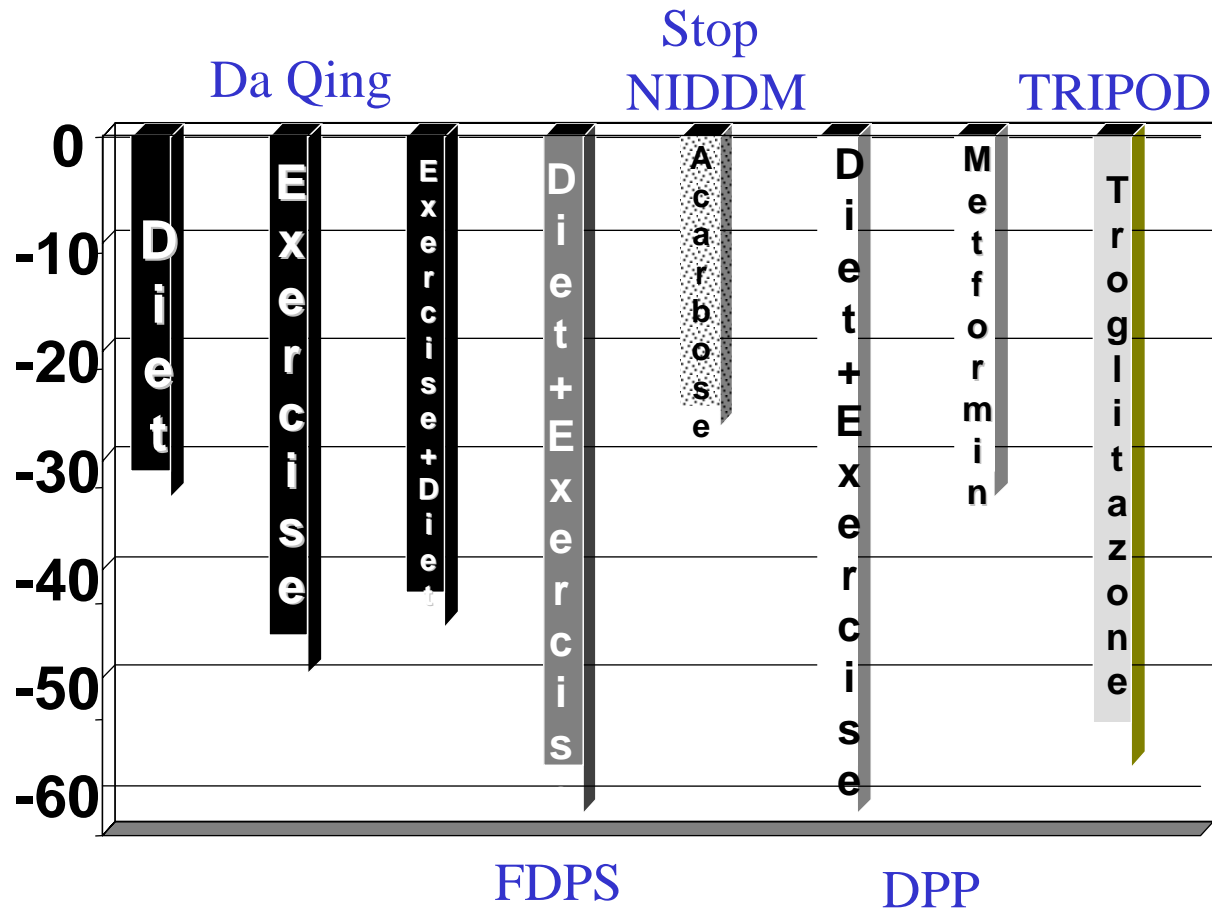 Stop
Da Qing
NIDDM
TRIPOD
0
-10
-20
-30
-40
-50
-60
Diet
Exercise
Exercise+Diet
Diet+Exercis
Acarbose
Diet+Exercise
Metformin
Troglitazone
FDPS
DPP